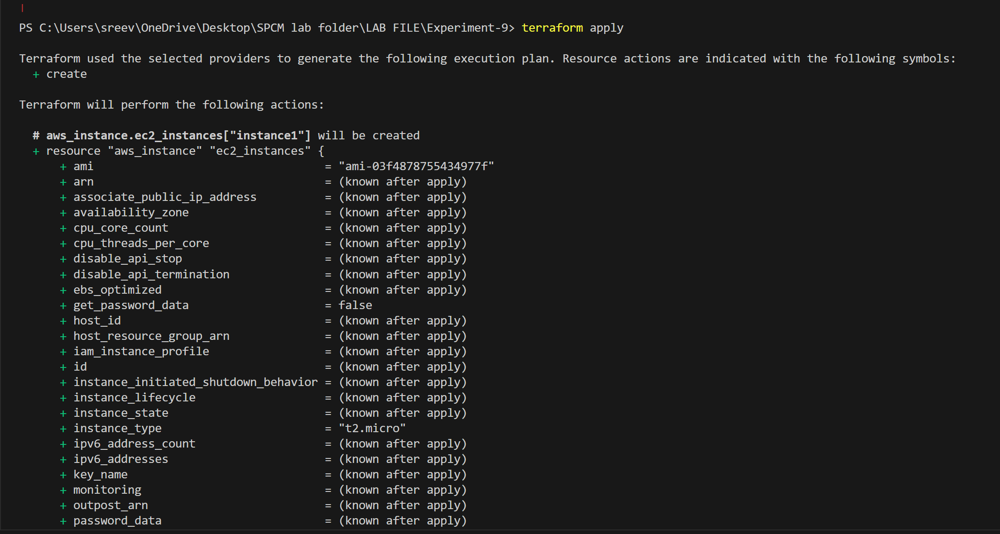 PS C:\Users\sreev\OneDrive\Desktop\SPCM lab folder\LAB FILE\Experiment-9> terraform apply
Terraform used the selected providers to generate the following execution plan. Resource actions are indicated with the following symbols:
  + create
Terraform will perform the following actions:
  # aws_instance.ec2_instances["instance1"] will be created
  + resource "aws_instance" "ec2_instances" {
      + ami                                  = "ami-03f4878755434977f"
      + arn                                  = (known after apply)
      + associate_public_ip_address          = (known after apply)
      + availability_zone                    = (known after apply)
      + cpu_core_count                       = (known after apply)
      + cpu_threads_per_core                 = (known after apply)
      + disable_api_stop                     = (known after apply)
      + disable_api_termination              = (known after apply)
      + ebs_optimized                        = (known after apply)
      + get_password_data                    = false
      + host_id                              = (known after apply)
      + host_resource_group_arn              = (known after apply)
      + iam_instance_profile                 = (known after apply)
      + id                                   = (known after apply)
      + instance_initiated_shutdown_behavior = (known after apply)
      + instance_lifecycle                   = (known after apply)
      + instance_state                       = (known after apply)
      + instance_type                        = "t2.micro"
      + ipv6_address_count                   = (known after apply)
      + ipv6_addresses                       = (known after apply)
      + key_name                             = (known after apply)
      + monitoring                           = (known after apply)
      + outpost_arn                          = (known after apply)
      + password_data                        = (known after apply)